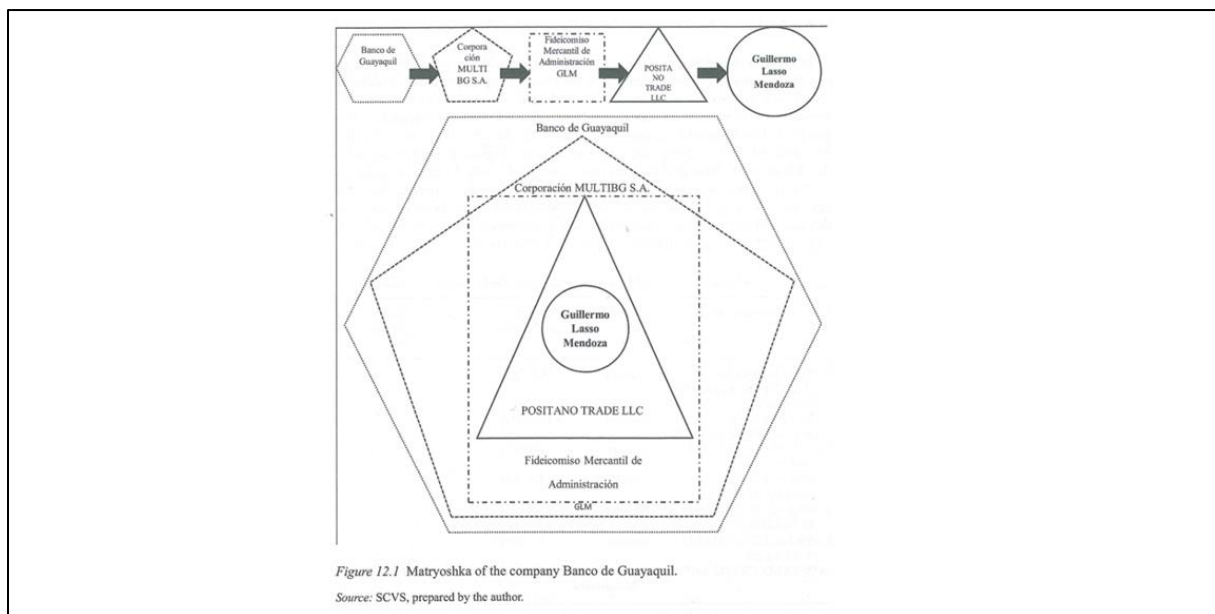 Banco de
Guayaquil
Corpora
ción
MULTI
BG S.A.
Fideicomiso
Mercantil de
Administración
GLM
POSITA
NO
TRADE
LLC
Guillermo
Lasso
Mendoza
Banco de Guayaquil
Corporación MULTIBG S.A.
Guillermo
Lasso
Mendoza
POSITANO TRADE LLC
Fideicomiso Mercantil de
Administración
GLM
Figure 12.1 Matryoshka of the company Banco de Guayaquil.
Source: SCVS, prepared by the author.